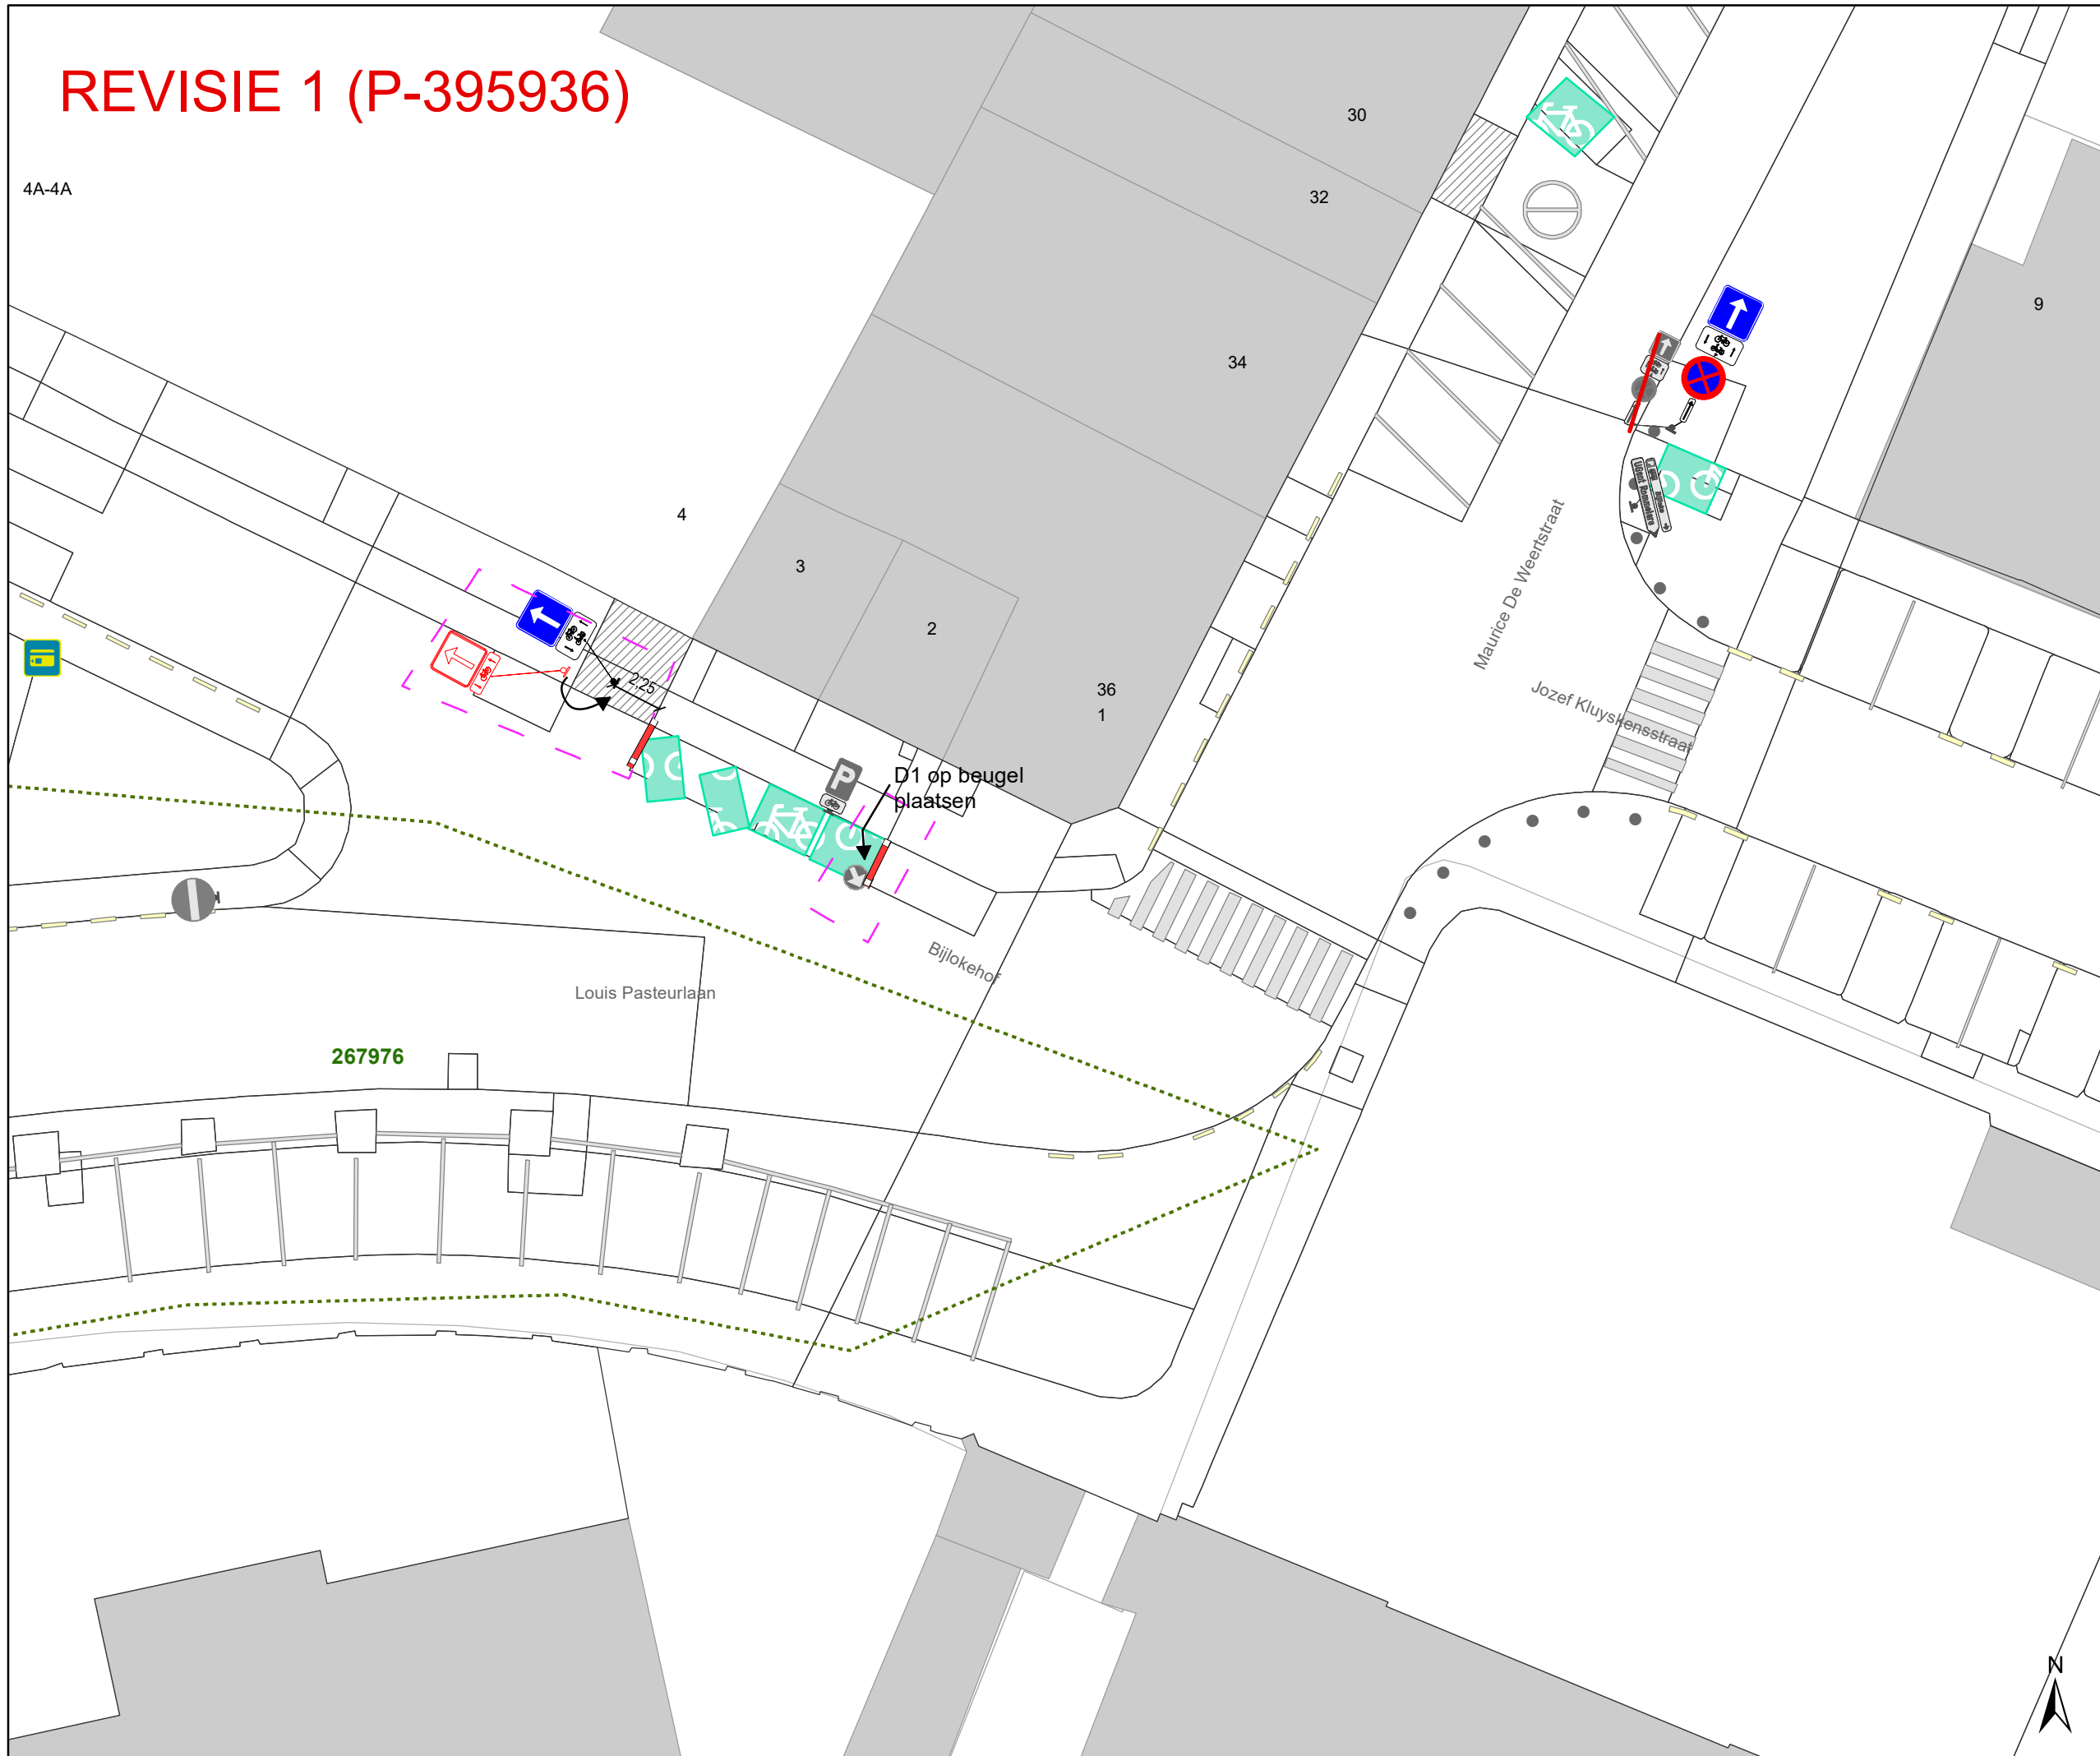 REVISIE 1 (P-395936)
30
4A-4A
32
9
34
4
3
Maurice De Weertstraat
2
2,25
36
1
Jozef Kluyskensstraat
P
D1 op beugel
plaatsen
Bijlokehof
Louis Pasteurlaan
267976
N